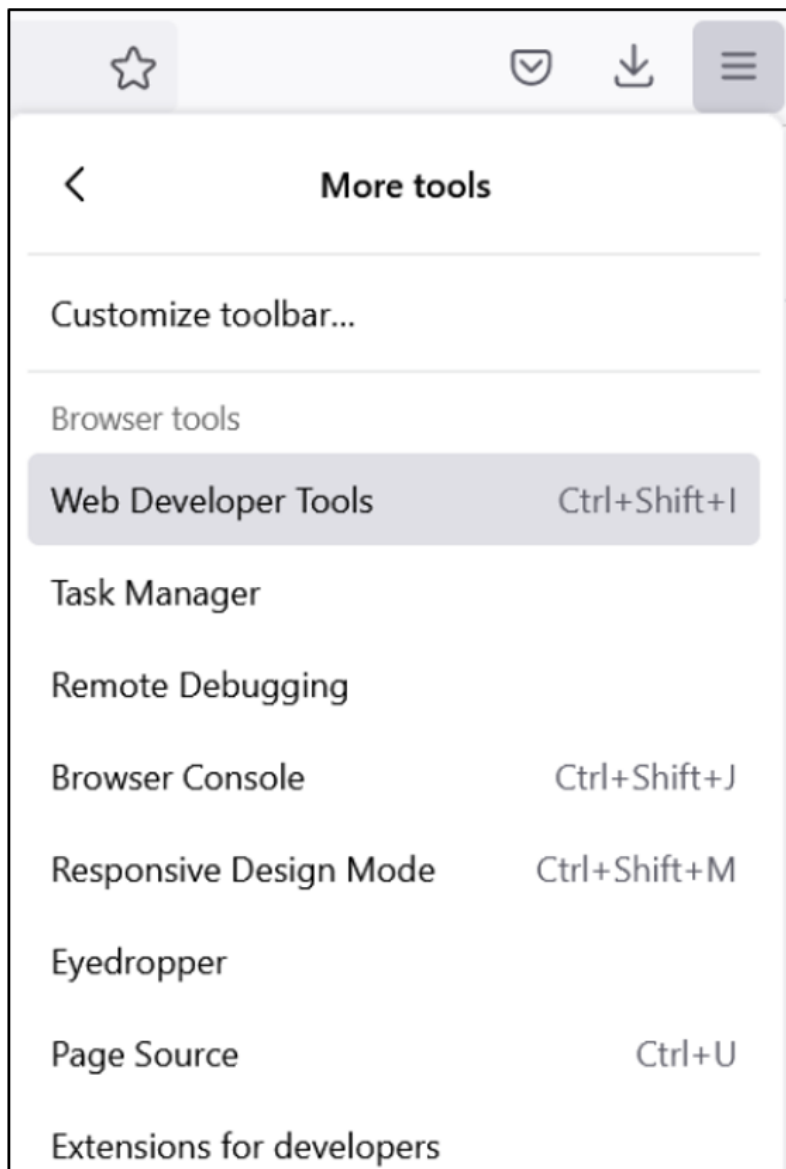 More tools
Customize toolbar...
Browser tools
Web Developer Tools Ctrl+Shift+I
Task Manager
Remote Debugging
Browser Console Ctrl+Shift+J
Responsive Design Mode Ctrl+Shift+M
Eyedropper
Page Source Ctrl+U
Extensions for developers